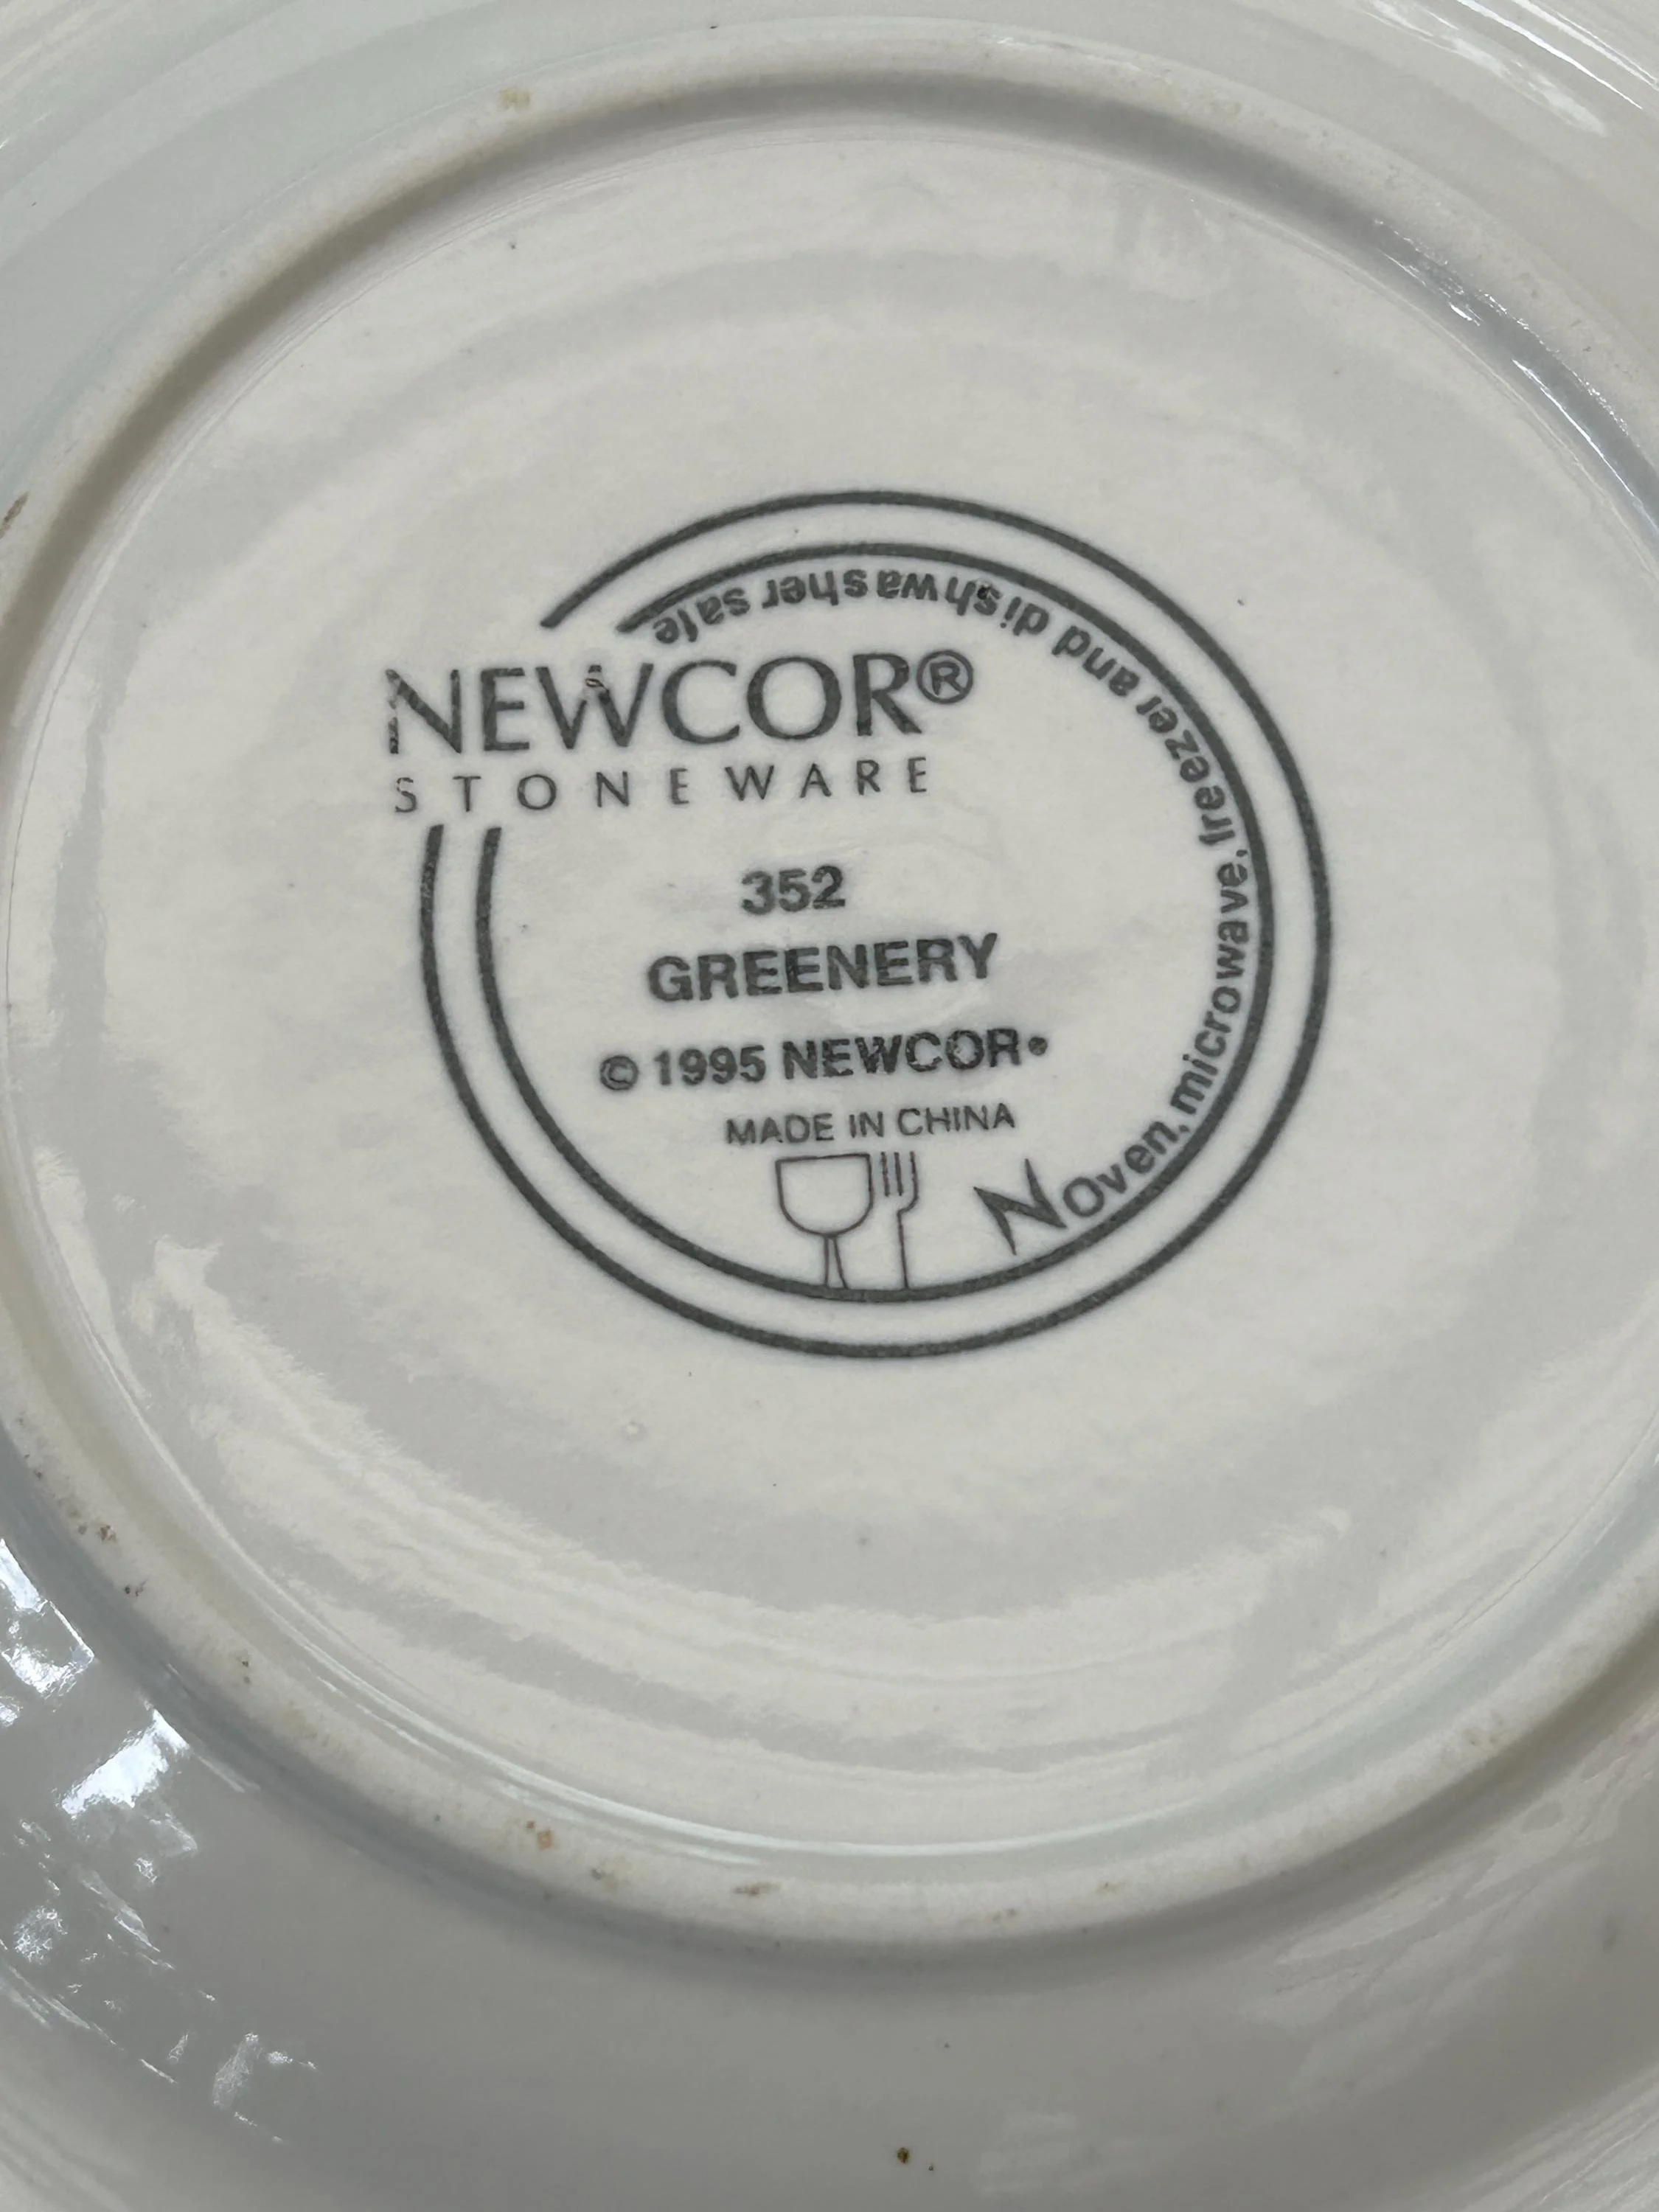 NEWCOR®
STONEWARE
352
GREENERY
© 1995 NEWCOR®
MADE IN CHINA
N Oven, microwave, freezer and dishwasher safe